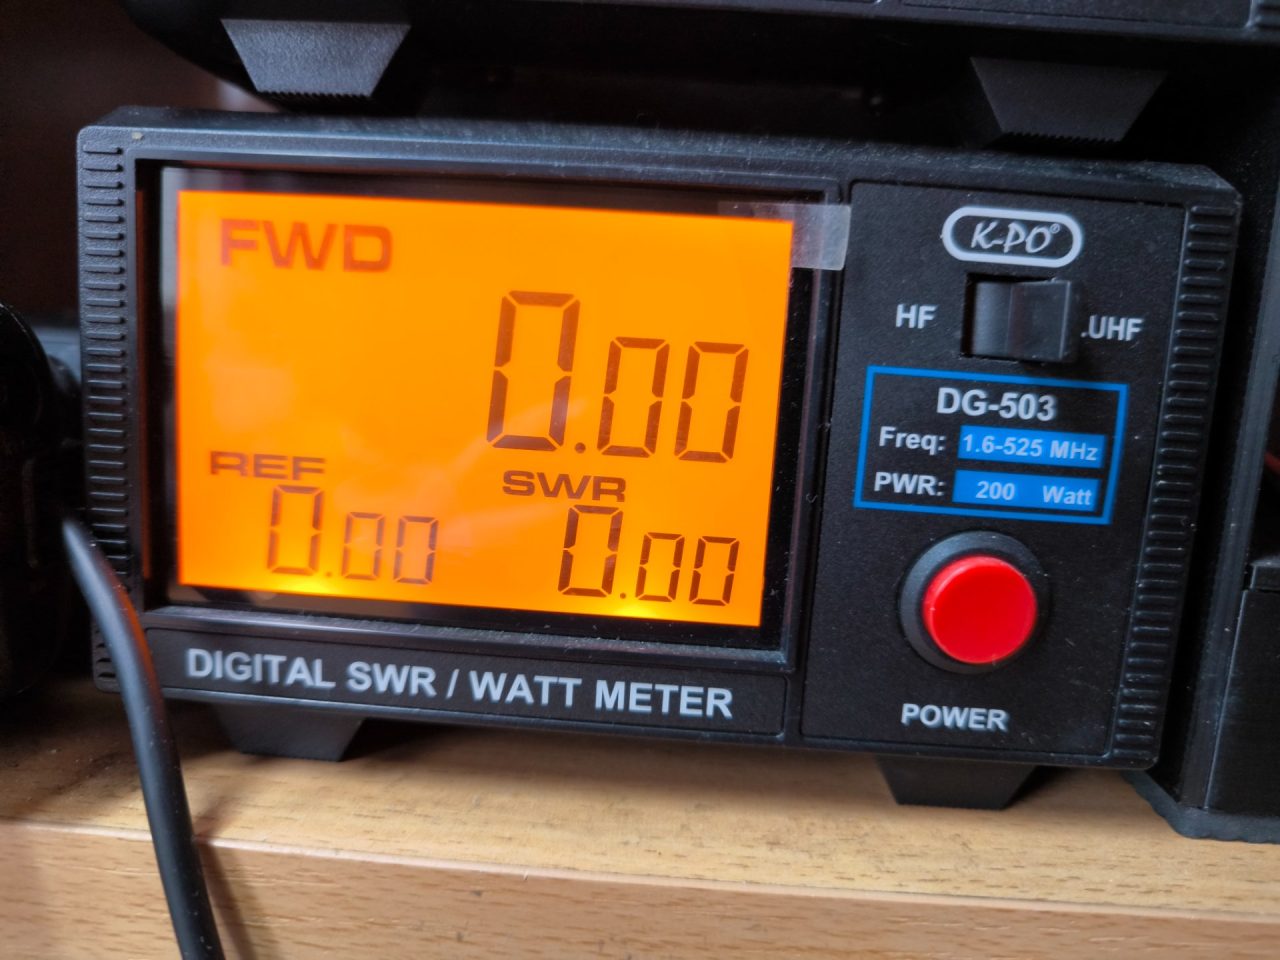 FWD
0.00
REF
0.00
SWR
0.00
DIGITAL SWR / WATT METER
K-PO®
HF
.UHF
DG-503
Freq: 1.6-525 MHz
PWR: 200 Watt
POWER